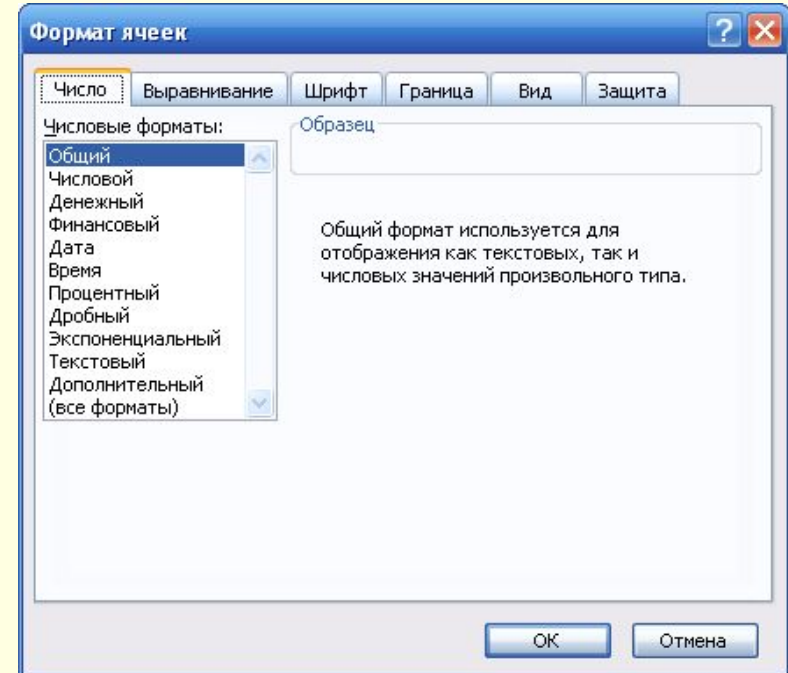 Формат ячеек
Число Выравнивание Шрифт Граница Вид Защита
Числовые форматы:
Образец
Общий
Числовой
Денежный
Финансовый
Дата
Время
Процентный
Дробный
Экспоненциальный
Текстовый
Дополнительный
(все форматы)
Общий формат используется для
отображения как текстовых, так и
числовых значений произвольного типа.
ОК Отмена